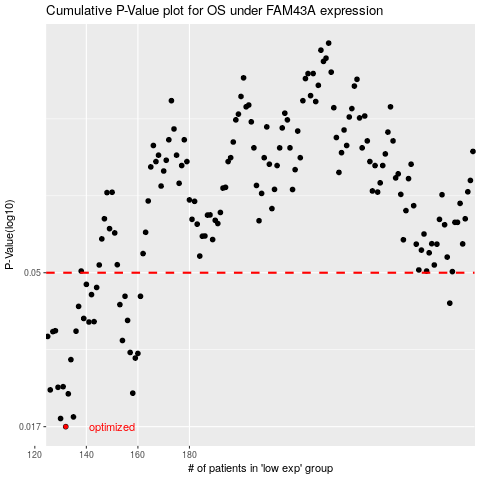 Cumulative P-Value plot for OS under FAM43A expression
P-Value(log10)
0.05
0.017
optimized
120 140 160 180
# of patients in 'low exp' group